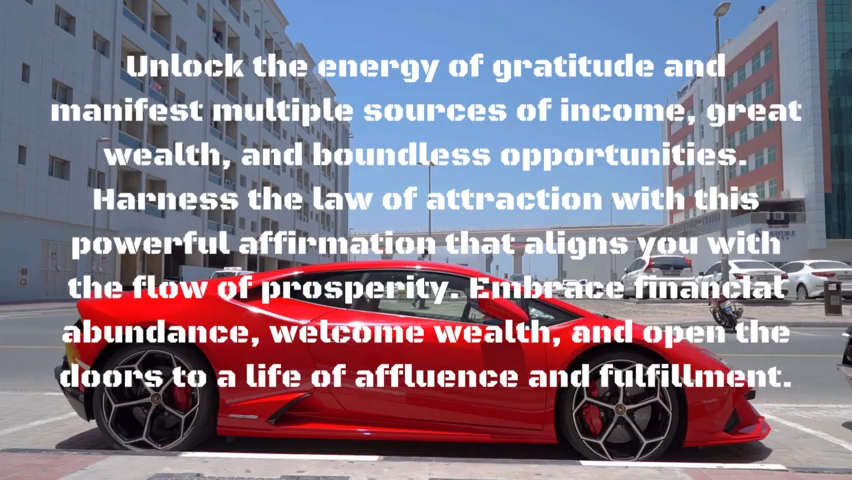 Unlock the energy of gratitude and
manifest multiple sources of income, great
wealth, and boundless opportunities.
Harness the law of attraction with this
powerful affirmation that aligns you with
the flow of prosperity. Embrace financial
abundance, welcome wealth, and open the
doors to a life of affluence and fulfillment.